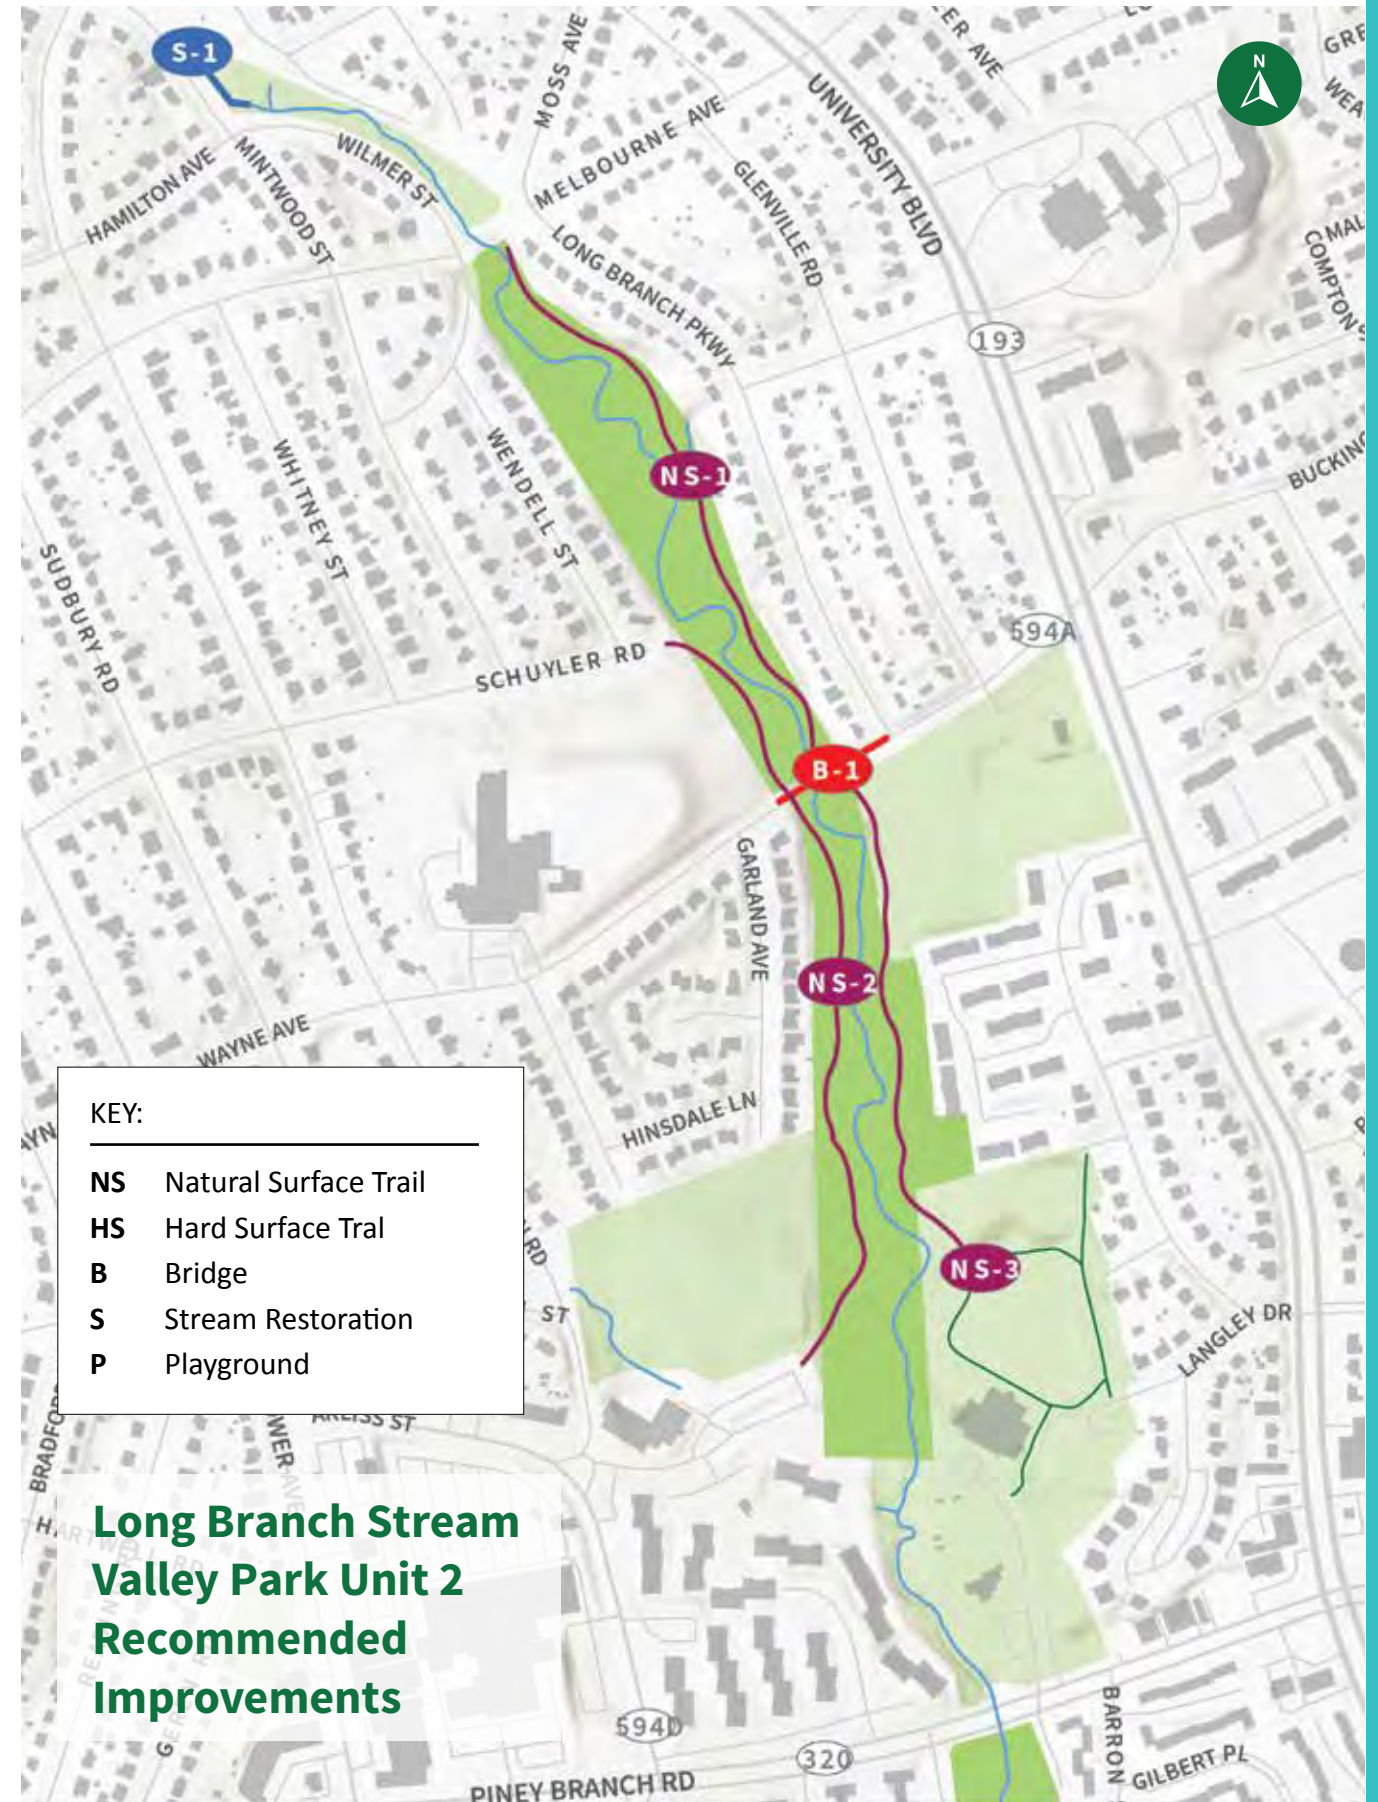 S-1
N
MOSS AVE
MELBOURNE AVE
UNIVERSITY BLVD
WILMER ST
HAMILTON AVE
MINTWOOD ST
GLENVILLE RD
LONG BRANCH PKWY
COMPTON
193
NS-1
WHITNEY ST
WENDELL ST
SUDBURY RD
594A
SCHUYLER RD
B-1
GARLAND AVE
NS-2
WAYNE AVE
HINSDALE LN
KEY:
NS Natural Surface Trail
HS Hard Surface Tral
B Bridge
S Stream Restoration
P Playground
RD
ST
NS-3
LANGLEY DR
ARLISS ST
Long Branch Stream
Valley Park Unit 2
Recommended
Improvements
594D
320
PINEY BRANCH RD
BARRON
GILBERT PL